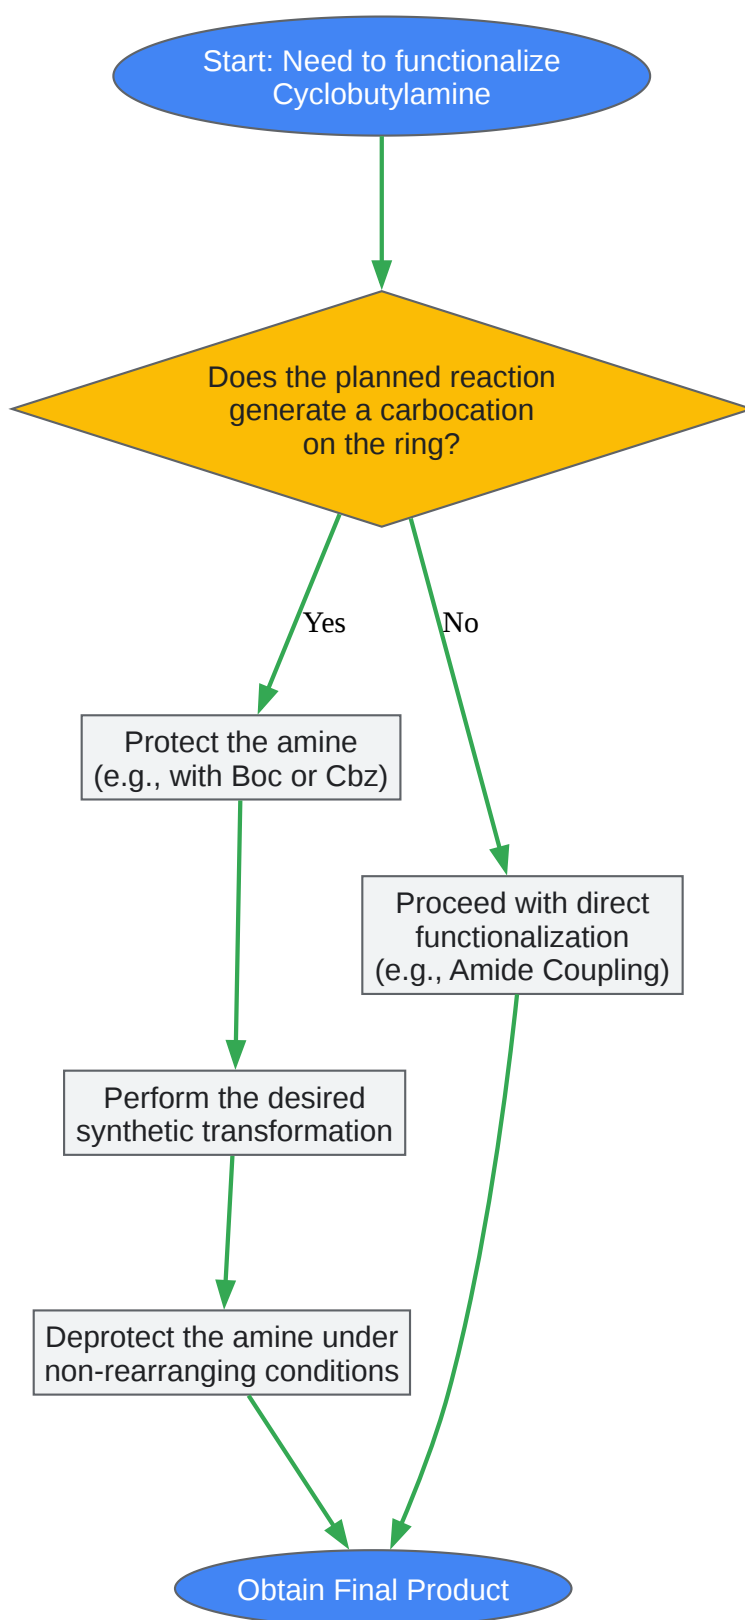 Start: Need to functionalize
Cyclobutylamine
Does the planned reaction
generate a carbocation
on the ring?
Yes
No
Protect the amine
(e.g., with Boc or Cbz)
Proceed with direct
functionalization
(e.g., Amide Coupling)
Perform the desired
synthetic transformation
Deprotect the amine under
non-rearranging conditions
Obtain Final Product